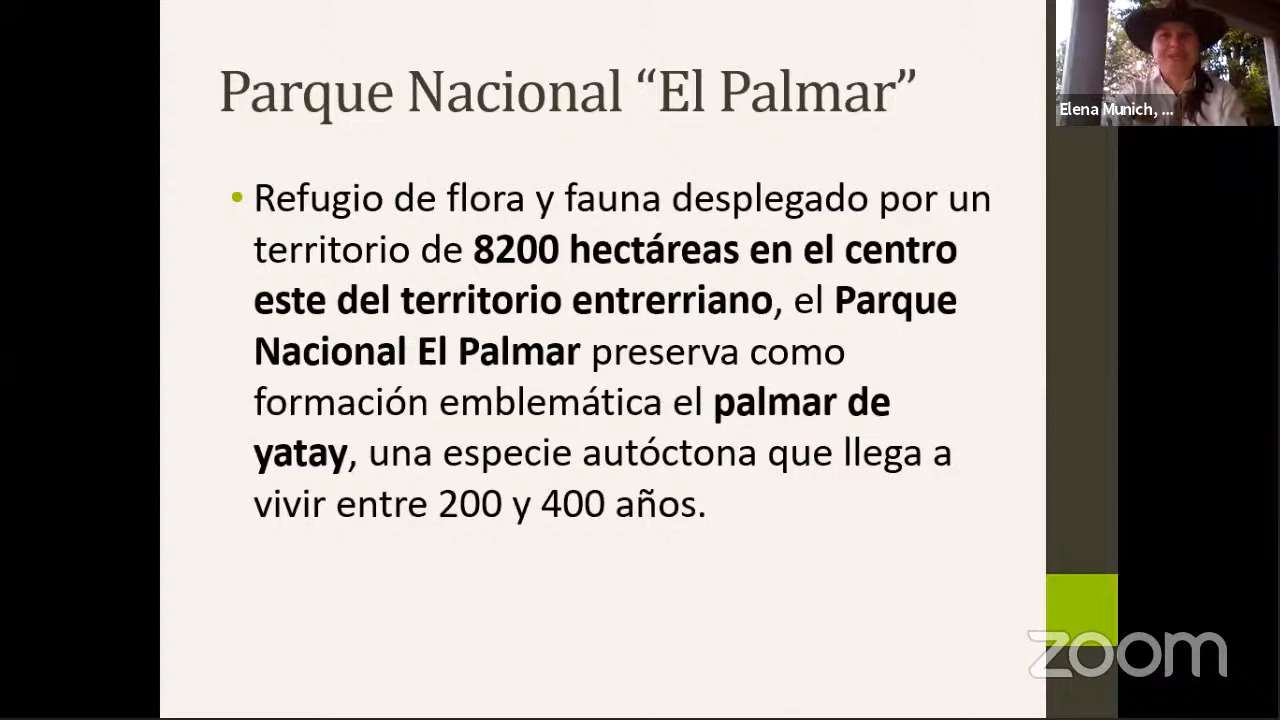 Parque Nacional “El Palmar”
• Refugio de flora y fauna desplegado por un
territorio de 8200 hectáreas en el centro
este del territorio entrerriano, el Parque
Nacional El Palmar preserva como
formación emblemática el palmar de
yatay, una especie autóctona que llega a
vivir entre 200 y 400 años.
Elena Munich, ...
zoom